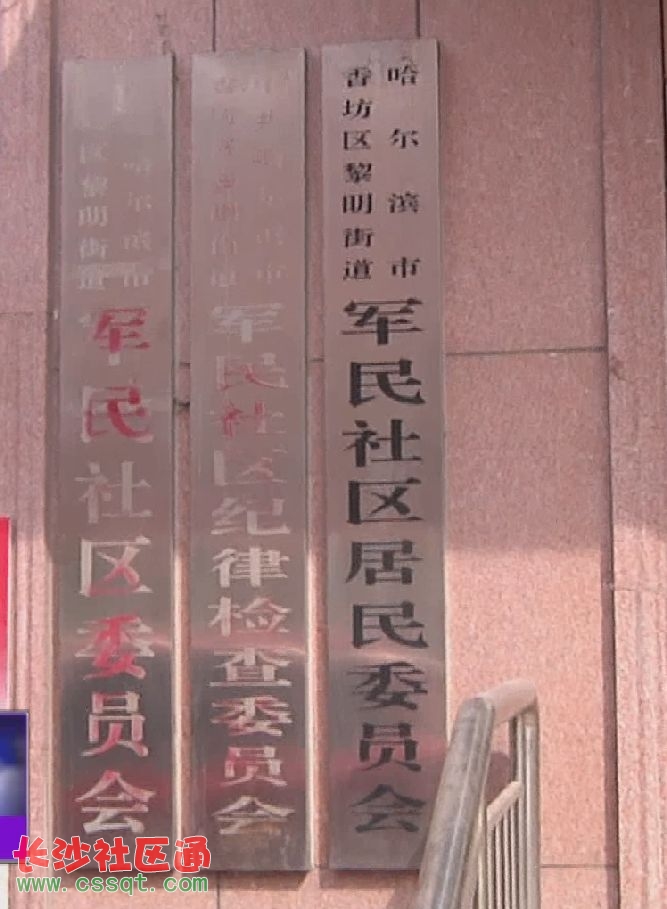 哈尔滨市
香坊区黎明街道
军民社区居民委员会
军民社区纪律检查委员会
哈尔滨市
区黎明街道
军民社区委员会
长沙社区通
www.cssqt.com